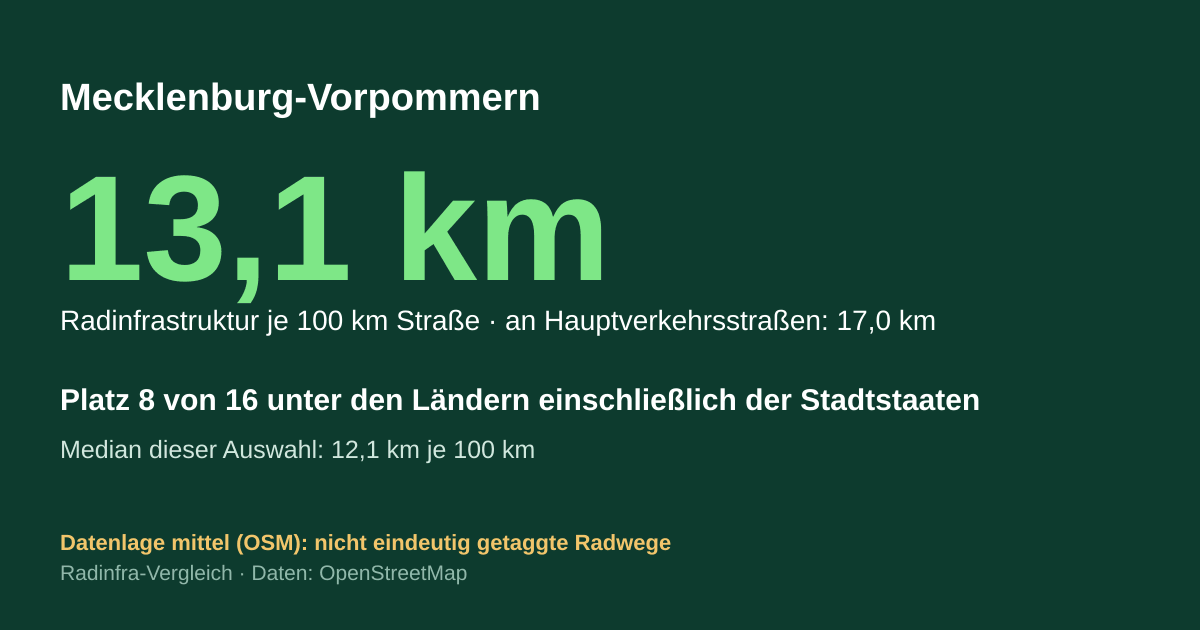 Mecklenburg-Vorpommern
13,1 km
Radinfrastruktur je 100 km Straße · an Hauptverkehrsstraßen: 17,0 km
Platz 8 von 16 unter den Ländern einschließlich der Stadtstaaten
Median dieser Auswahl: 12,1 km je 100 km
Datenlage mittel (OSM): nicht eindeutig getaggte Radwege
Radinfra-Vergleich · Daten: OpenStreetMap